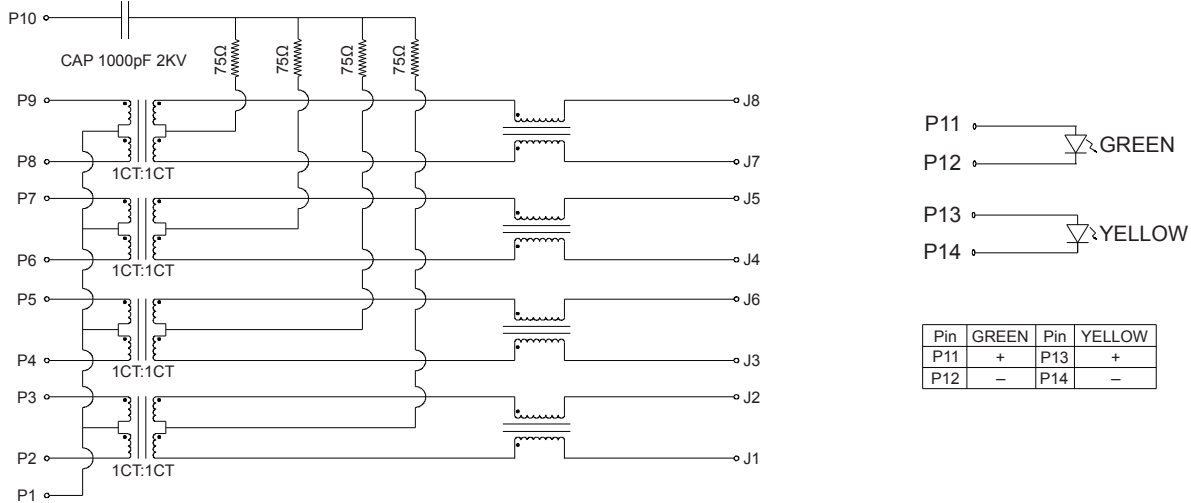 P10
CAP 1000pF 2KV
75Ω 75Ω 75Ω 75Ω
P9 J8
P8 J7
1CT:1CT
P7 J5
P6 J4
1CT:1CT
P5 J6
P4 J3
1CT:1CT
P3 J2
P2 J1
1CT:1CT
P1
P11
GREEN
P12
P13
YELLOW
P14
Pin GREEN Pin YELLOW
P11 + P13 +
P12 – P14 –